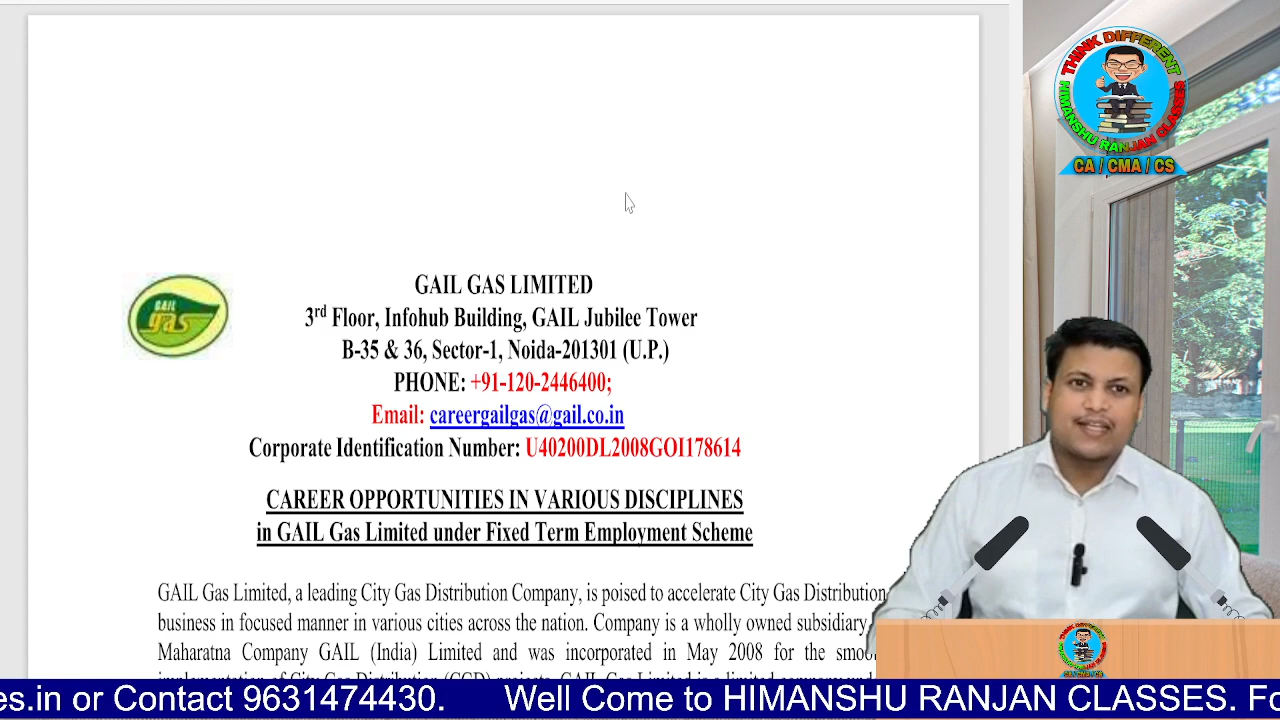 THINK DIFFERENT
HIMANSHU RANJAN CLASSES
CA / CMA / CS
GAIL
gas
GAIL GAS LIMITED
3rd Floor, Infohub Building, GAIL Jubilee Tower
B-35 & 36, Sector-1, Noida-201301 (U.P.)
PHONE: +91-120-2446400;
Email: careergailgas@gail.co.in
Corporate Identification Number: U40200DL2008GOI178614
CAREER OPPORTUNITIES IN VARIOUS DISCIPLINES
in GAIL Gas Limited under Fixed Term Employment Scheme
GAIL Gas Limited, a leading City Gas Distribution Company, is poised to accelerate City Gas Distribution
business in focused manner in various cities across the nation. Company is a wholly owned subsidiary
Maharatna Company GAIL (India) Limited and was incorporated in May 2008 for the smoo
es.in or Contact 9631474430. Well Come to HIMANSHU RANJAN CLASSES. Fo